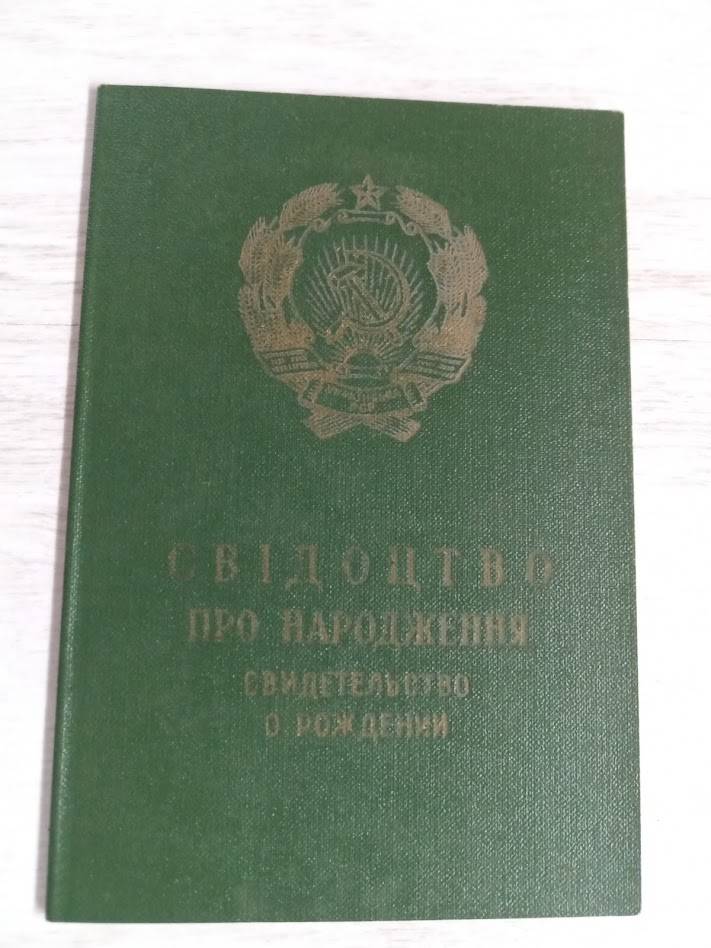 СВІДОЦТВО
ПРО НАРОДЖЕННЯ
СВИДЕТЕЛЬСТВО
О РОЖДЕНИИ